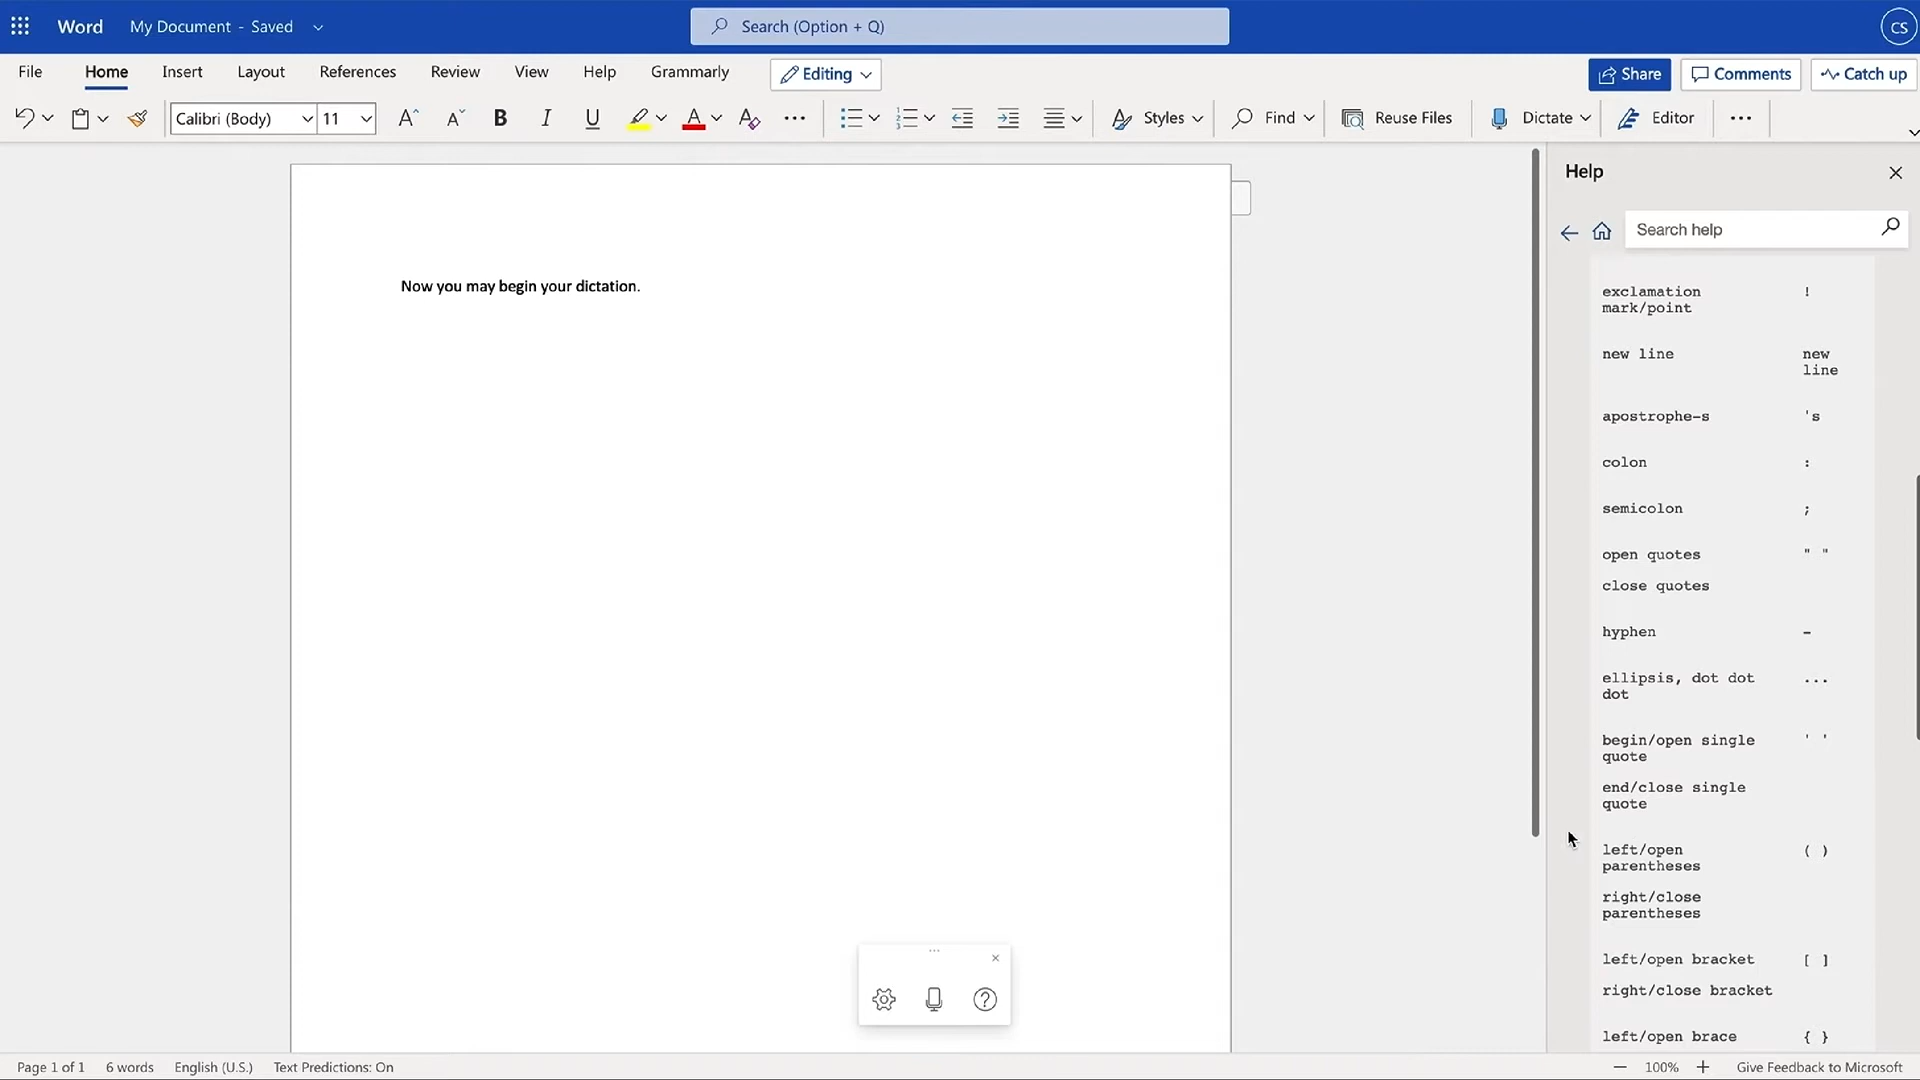 Word My Document - Saved Search (Option + Q) CS
File Home Insert Layout References Review View Help Grammarly Editing Share Comments Catch up
Calibri (Body) 11 A A B I U A A Styles Find Reuse Files Dictate Editor
Help
Search help
Now you may begin your dictation.
exclamation !
mark/point
new line new
line
apostrophe-s 's
colon :
semicolon ;
open quotes " "
close quotes
hyphen -
ellipsis, dot dot ...
dot
begin/open single ' '
quote
end/close single
quote
left/open ( )
parentheses
right/close
parentheses
left/open bracket [ ]
right/close bracket
left/open brace { }
Page 1 of 1 6 words English (U.S.) Text Predictions: On 100% Give Feedback to Microsoft